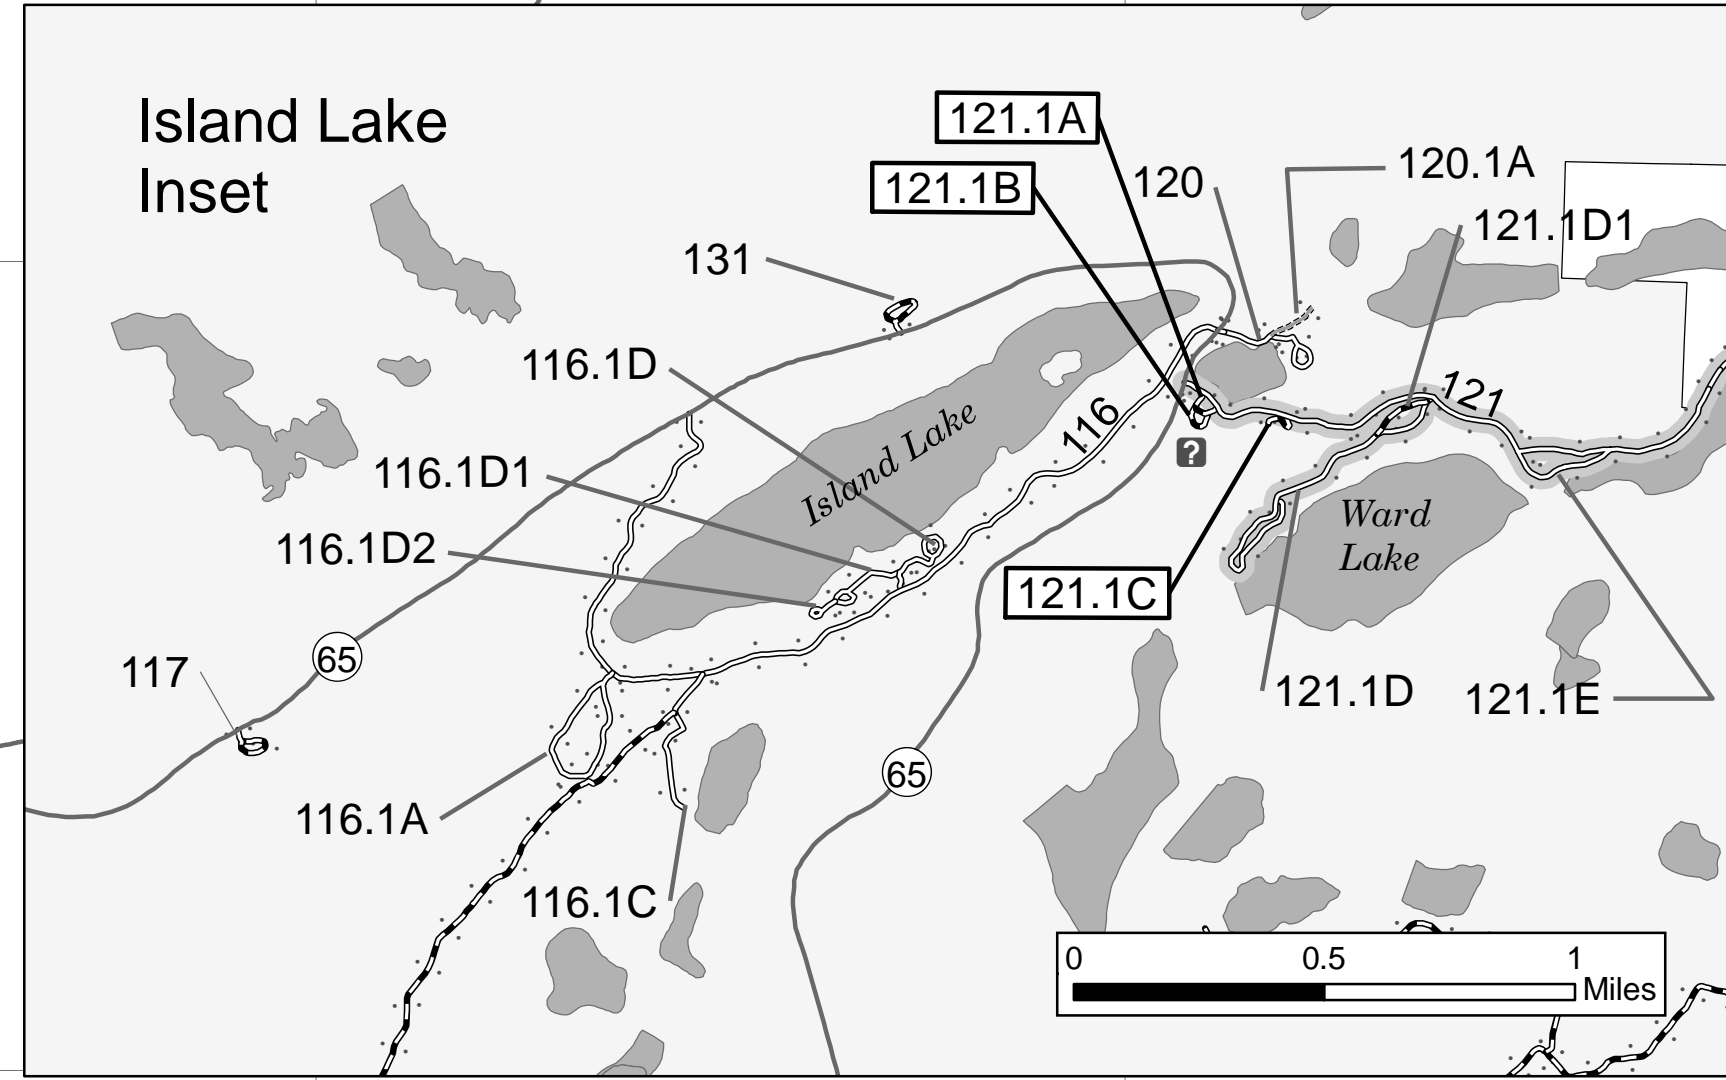 Island Lake
Inset
121.1A
121.1B
120
120.1A
121.1D1
131
116.1D
121
116
Island Lake
?
116.1D1
116.1D2
Ward
Lake
121.1C
65
117
121.1D
121.1E
65
116.1A
116.1C
0 0.5 1
Miles